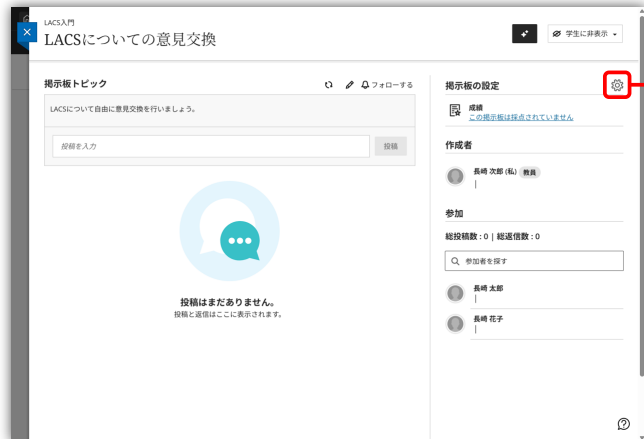 LACS入門
LACSについての意見交換
学生に非表示
掲示板トピック
フォローする
LACSについて自由に意見交換を行いましょう。
投稿を入力
投稿
投稿はまだありません。
投稿と返信はここに表示されます。
掲示板の設定
成績
この掲示板は採点されていません
作成者
長崎 次郎 (私) 教員
参加
総投稿数 : 0 | 総返信数 : 0
参加者を探す
長崎 太郎
長崎 花子